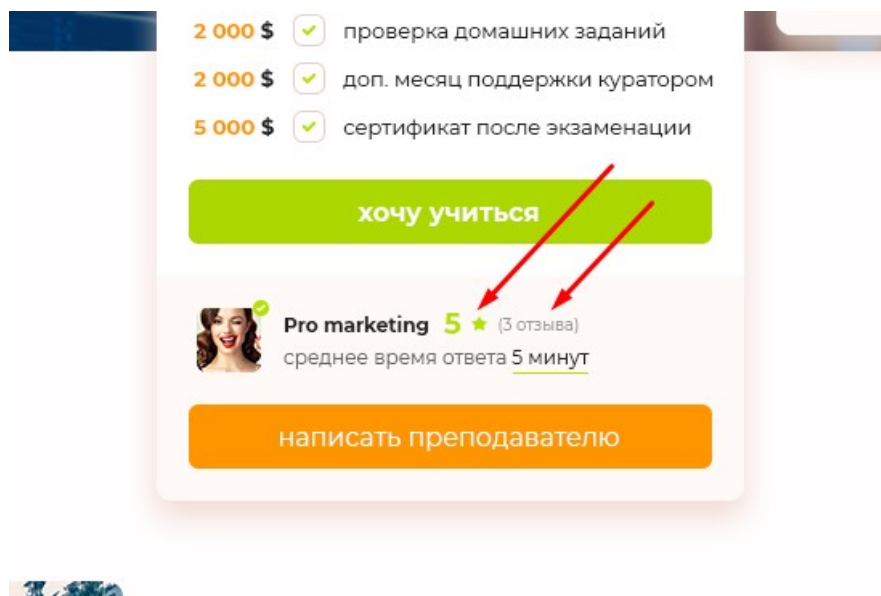 2 000 $ проверка домашних заданий
2 000 $ доп. месяц поддержки куратором
5 000 $ сертификат после экзаменации
хочу учиться
Pro marketing 5 (3 отзыва)
среднее время ответа 5 минут
написать преподавателю